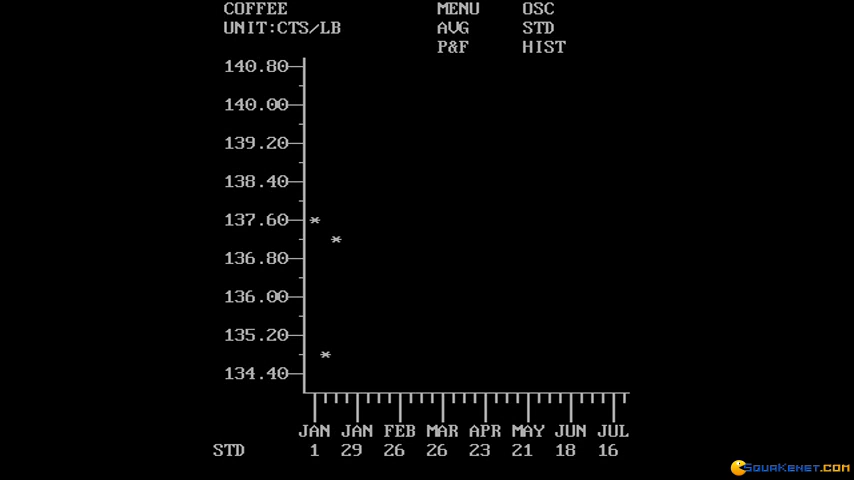 COFFEE MENU OSC
UNIT:CTS/LB AVG STD
P&F HIST
140.80
140.00
139.20
138.40
137.60
136.80
136.00
135.20
134.40
JAN JAN FEB MAR APR MAY JUN JUL
STD 1 29 26 26 23 21 18 16
SQUAKENET.COM